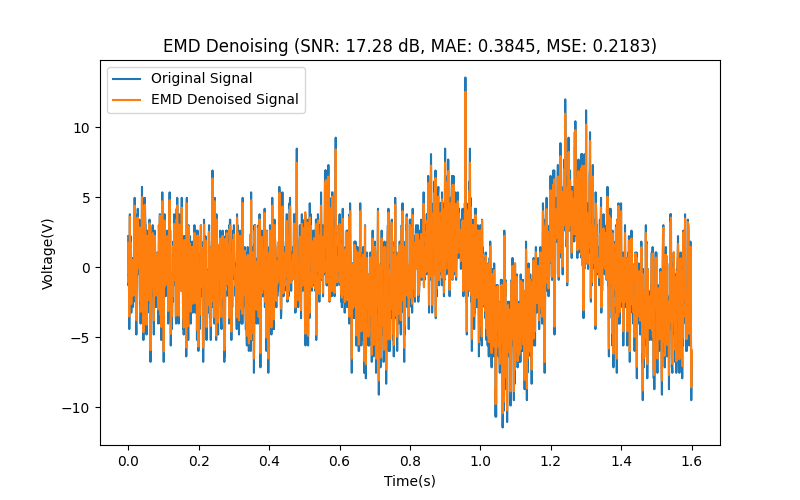 EMD Denoising (SNR: 17.28 dB, MAE: 0.3845, MSE: 0.2183)
Original Signal
EMD Denoised Signal
Voltage(V)
10
5
0
−5
−10
0.0 0.2 0.4 0.6 0.8 1.0 1.2 1.4 1.6
Time(s)